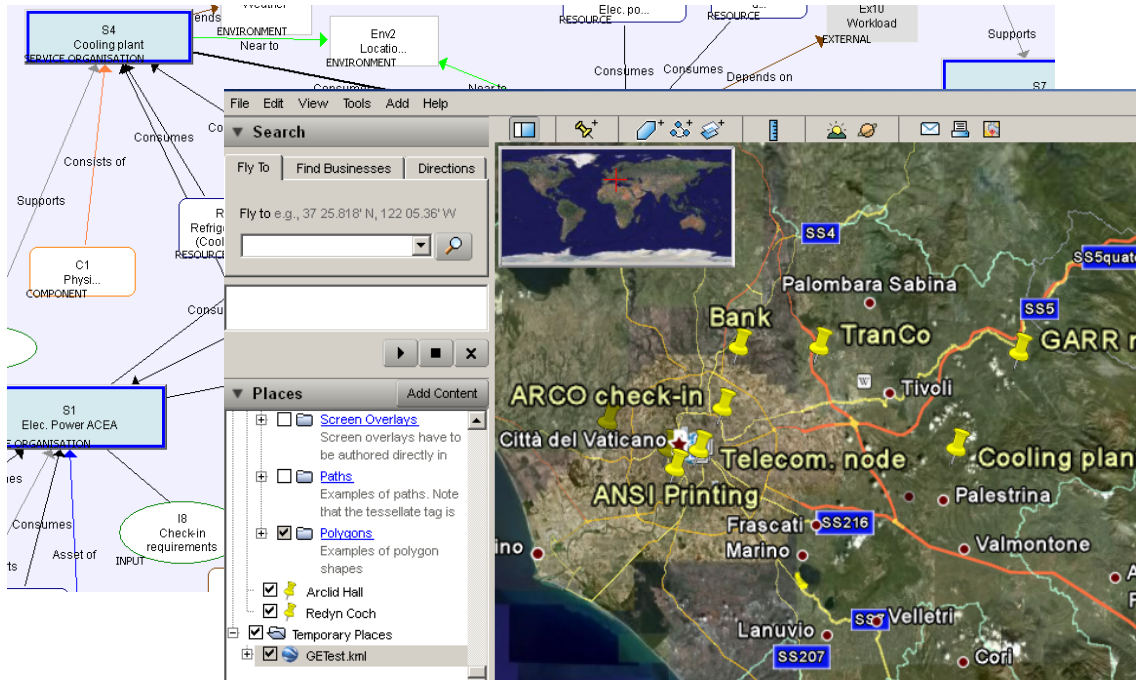 Weather
ENVIRONMENT
S4
Cooling plant
SERVICE ORGANISATION
Near to
Env2
Locatio...
ENVIRONMENT
Near to
Elec. po...
RESOURCE
RESOURCE
Ex10
Workload
EXTERNAL
Consumes
Consumes
Depends on
Supports
S7
Consumes
Consists of
Supports
C1
Physi...
COMPONENT
RESOURCE
S1
Elec. Power ACEA
Consumes
Asset of
I8
Check-in
requirements
INPUT
File Edit View Tools Add Help
Search
Fly To Find Businesses Directions
Fly to e.g., 37 25.818' N, 122 05.36' W
Places
Add Content
Screen Overlays
Screen overlays have to
be authored directly in
Paths
Examples of paths. Note
that the tessellate tag is
Polygons
Examples of polygon
shapes
Arclid Hall
Redyn Coch
Temporary Places
GETest.kml
SS4
SS5quate
Palombara Sabina
SS5
Bank
TranCo
GARR
W
Tivoli
ARCO check-in
Città del Vaticano
Telecom. node
Cooling plan
ANSI Printing
Palestrina
Frascati
SS216
Marino
Valmontone
Velletri
Lanuvio
SS207
Cori